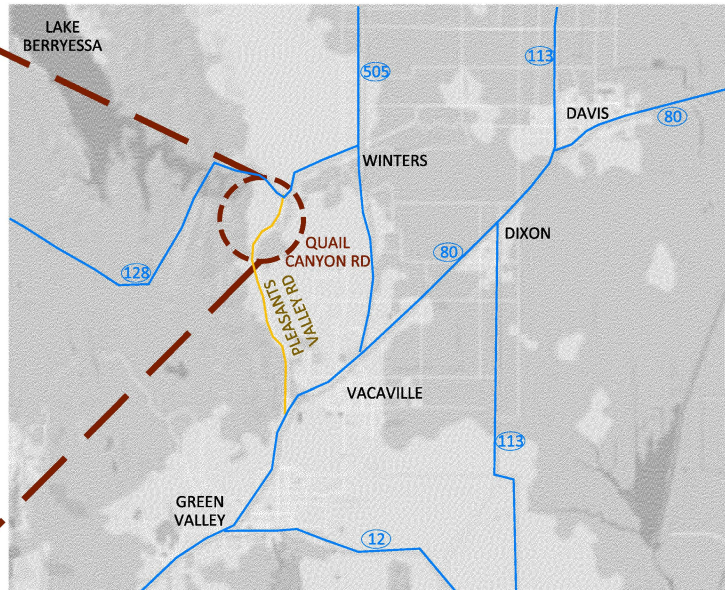 LAKE
BERRYESSA
505
113
DAVIS
80
WINTERS
QUAIL
CANYON RD
DIXON
80
128
PLEASANTS
VALLEY RD
VACAVILLE
113
GREEN
VALLEY
12